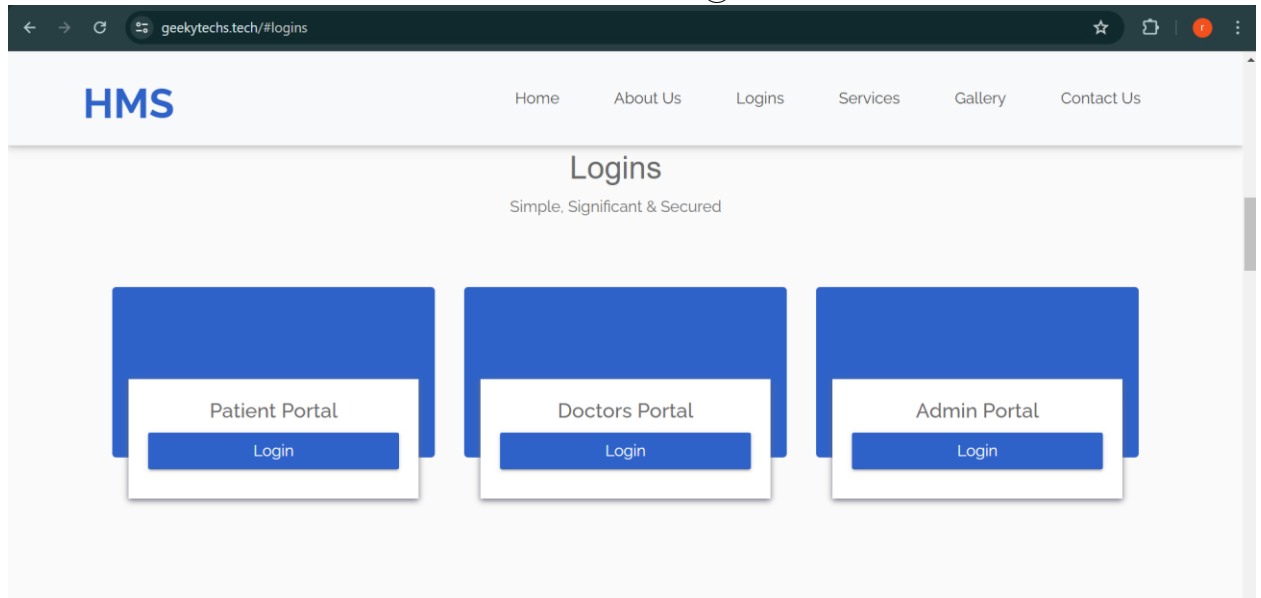 geekytechs.tech/#logins
r
HMS
Home About Us Logins Services Gallery Contact Us
Logins
Simple, Significant & Secured
Patient Portal Doctors Portal Admin Portal
Login Login Login